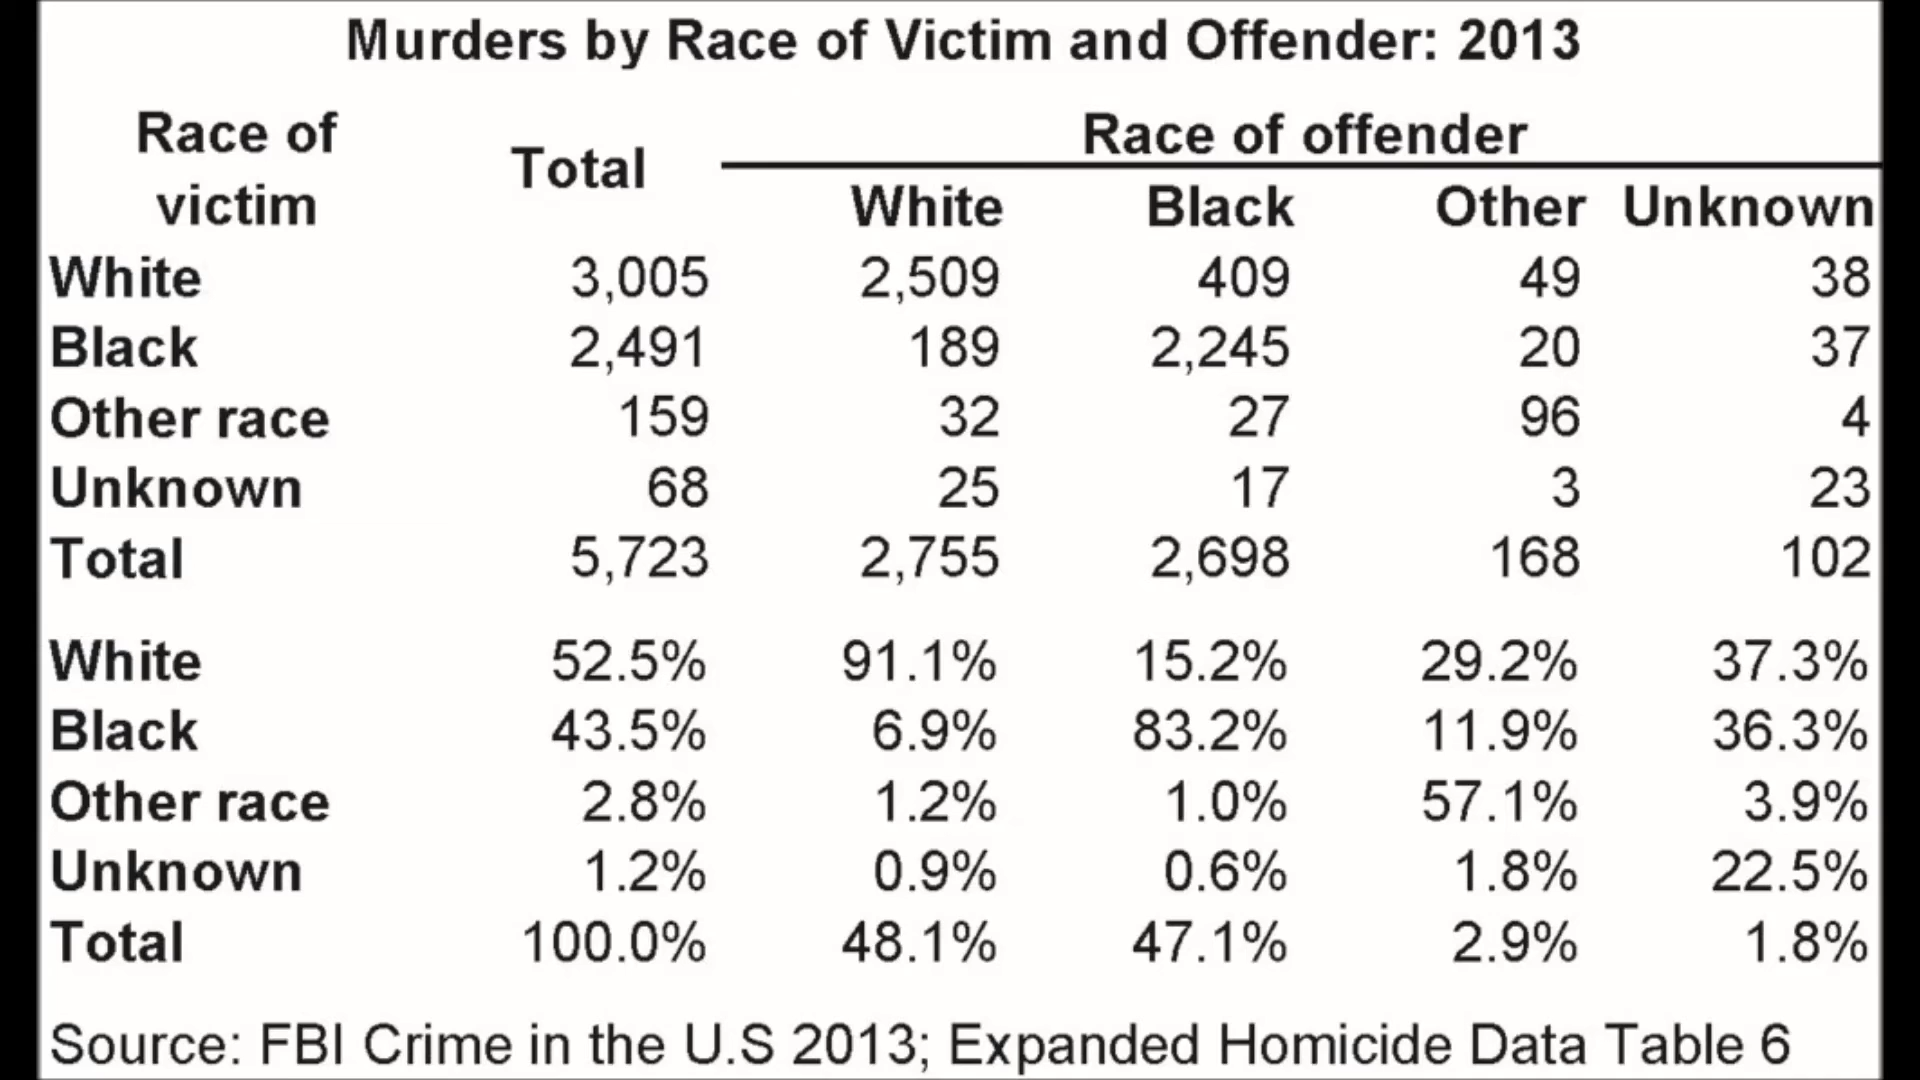 Murders by Race of Victim and Offender: 2013
Race of victim Total Race of offender
White Black Other Unknown
White 3,005 2,509 409 49 38
Black 2,491 189 2,245 20 37
Other race 159 32 27 96 4
Unknown 68 25 17 3 23
Total 5,723 2,755 2,698 168 102
White 52.5% 91.1% 15.2% 29.2% 37.3%
Black 43.5% 6.9% 83.2% 11.9% 36.3%
Other race 2.8% 1.2% 1.0% 57.1% 3.9%
Unknown 1.2% 0.9% 0.6% 1.8% 22.5%
Total 100.0% 48.1% 47.1% 2.9% 1.8%
Source: FBI Crime in the U.S 2013; Expanded Homicide Data Table 6